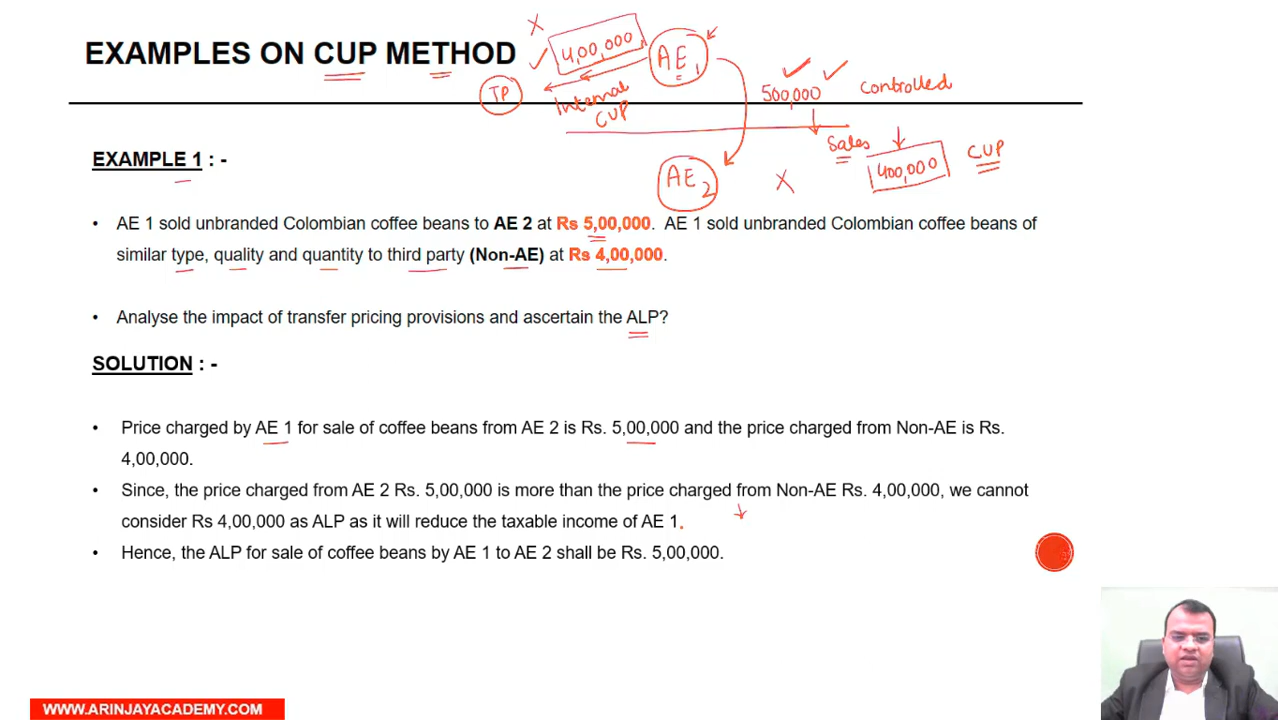 EXAMPLES ON CUP METHOD
X
4,00,000
AE 1
TP
Internal
CUP
500,000
Controlled
Sales
400,000
CUP
AE 2
X
EXAMPLE 1 : -
• AE 1 sold unbranded Colombian coffee beans to AE 2 at Rs 5,00,000. AE 1 sold unbranded Colombian coffee beans of
similar type, quality and quantity to third party (Non-AE) at Rs 4,00,000.
• Analyse the impact of transfer pricing provisions and ascertain the ALP?
SOLUTION : -
• Price charged by AE 1 for sale of coffee beans from AE 2 is Rs. 5,00,000 and the price charged from Non-AE is Rs.
4,00,000.
• Since, the price charged from AE 2 Rs. 5,00,000 is more than the price charged from Non-AE Rs. 4,00,000, we cannot
consider Rs 4,00,000 as ALP as it will reduce the taxable income of AE 1.
• Hence, the ALP for sale of coffee beans by AE 1 to AE 2 shall be Rs. 5,00,000.
WWW.ARINJAYACADEMY.COM